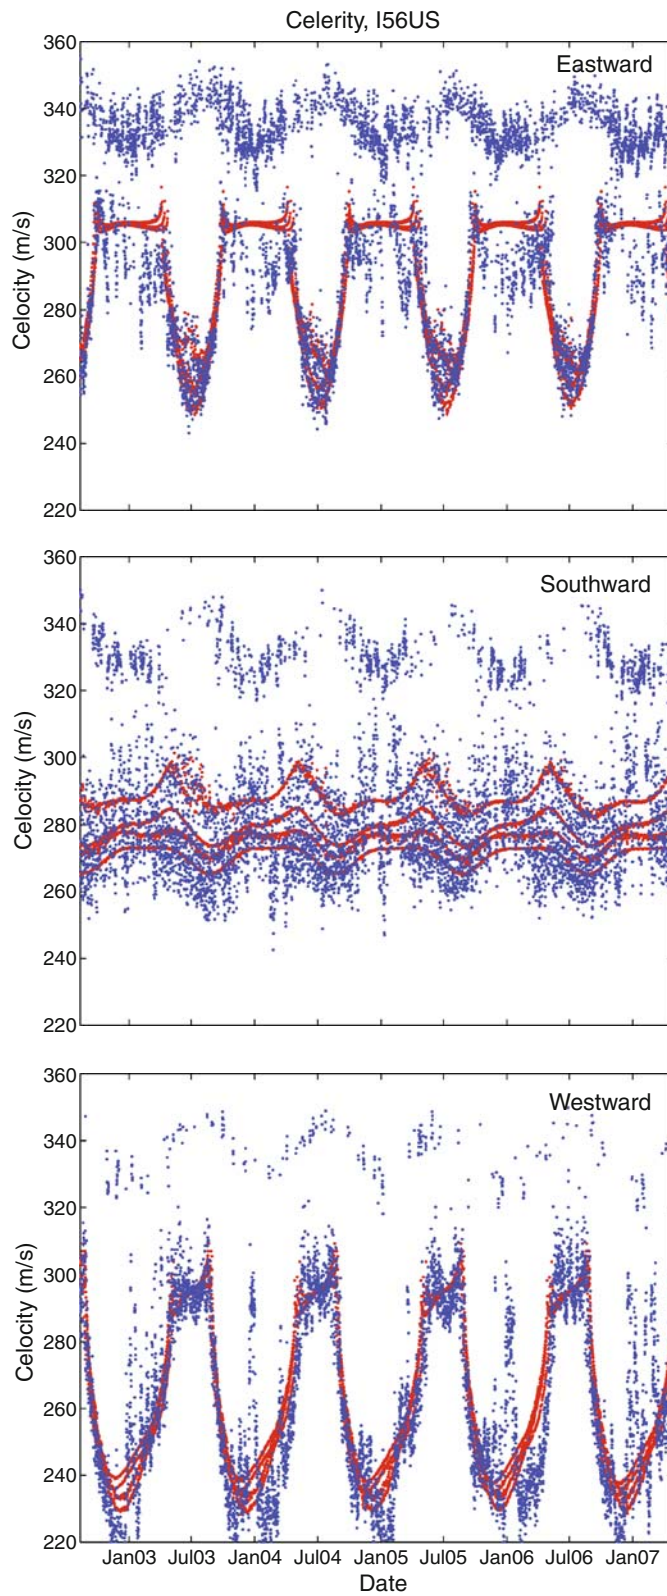 Celerity, I56US
360
Eastward
340
320
300
280
260
240
220
Celocity (m/s)
360
Southward
340
320
300
280
260
240
220
Celocity (m/s)
360
Westward
340
320
300
280
260
240
220
Celocity (m/s)
Jan03 Jul03 Jan04 Jul04 Jan05 Jul05 Jan06 Jul06 Jan07
Date